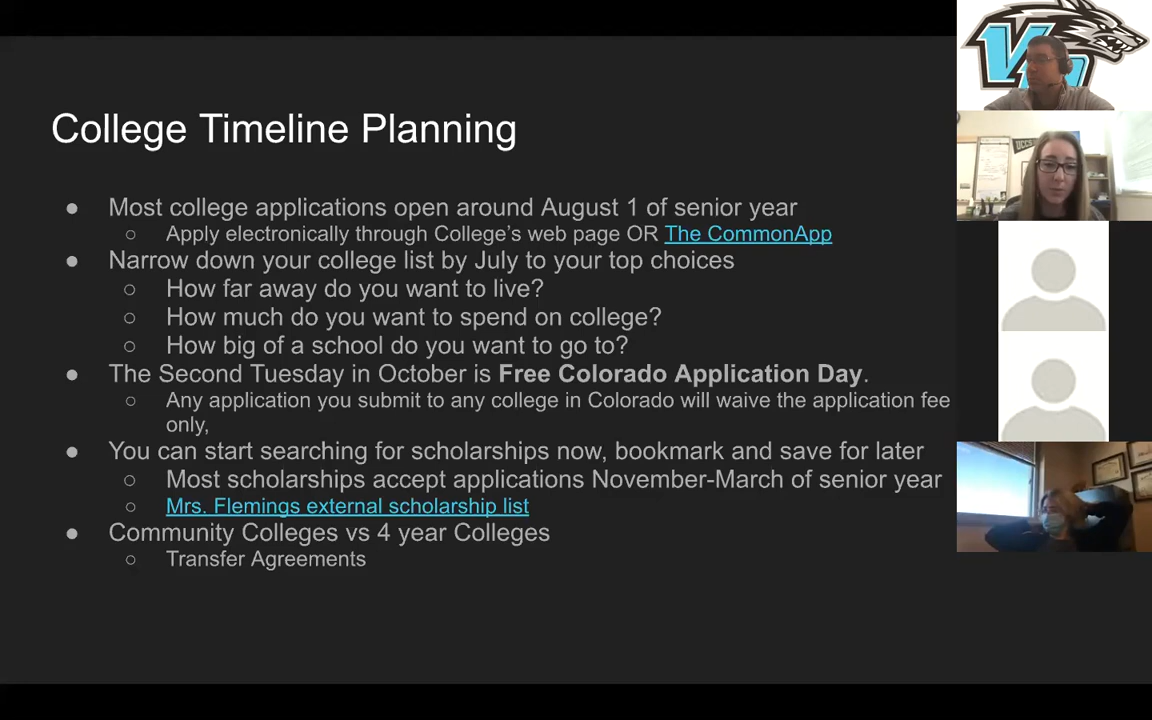 College Timeline Planning
● Most college applications open around August 1 of senior year
○ Apply electronically through College's web page OR The CommonApp
● Narrow down your college list by July to your top choices
○ How far away do you want to live?
○ How much do you want to spend on college?
○ How big of a school do you want to go to?
● The Second Tuesday in October is Free Colorado Application Day.
○ Any application you submit to any college in Colorado will waive the application fee
only,
● You can start searching for scholarships now, bookmark and save for later
○ Most scholarships accept applications November-March of senior year
○ Mrs. Flemings external scholarship list
● Community Colleges vs 4 year Colleges
○ Transfer Agreements
UCCS